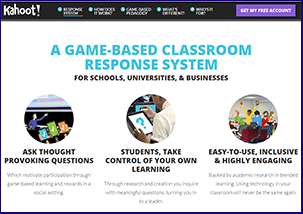 Kahoot!
RESPONSE SYSTEM
HOW DOES IT WORK?
GAME-BASED PEDAGOGY
WHAT'S DIFFERENT?
WHO'S IT FOR?
GET MY FREE ACCOUNT
A GAME-BASED CLASSROOM
RESPONSE SYSTEM
FOR SCHOOLS, UNIVERSITIES, & BUSINESSES
ASK THOUGHT
PROVOKING QUESTIONS
Which motivate participation through
game-based learning and rewards in a
social setting.
STUDENTS, TAKE
CONTROL OF YOUR OWN
LEARNING
Through research and creation you inquire
with meaningful questions, turning you in
to a leader.
EASY-TO-USE, INCLUSIVE
& HIGHLY ENGAGING
Backed by academic research in blended
learning. Using technology in your
classroom will never be the same again.